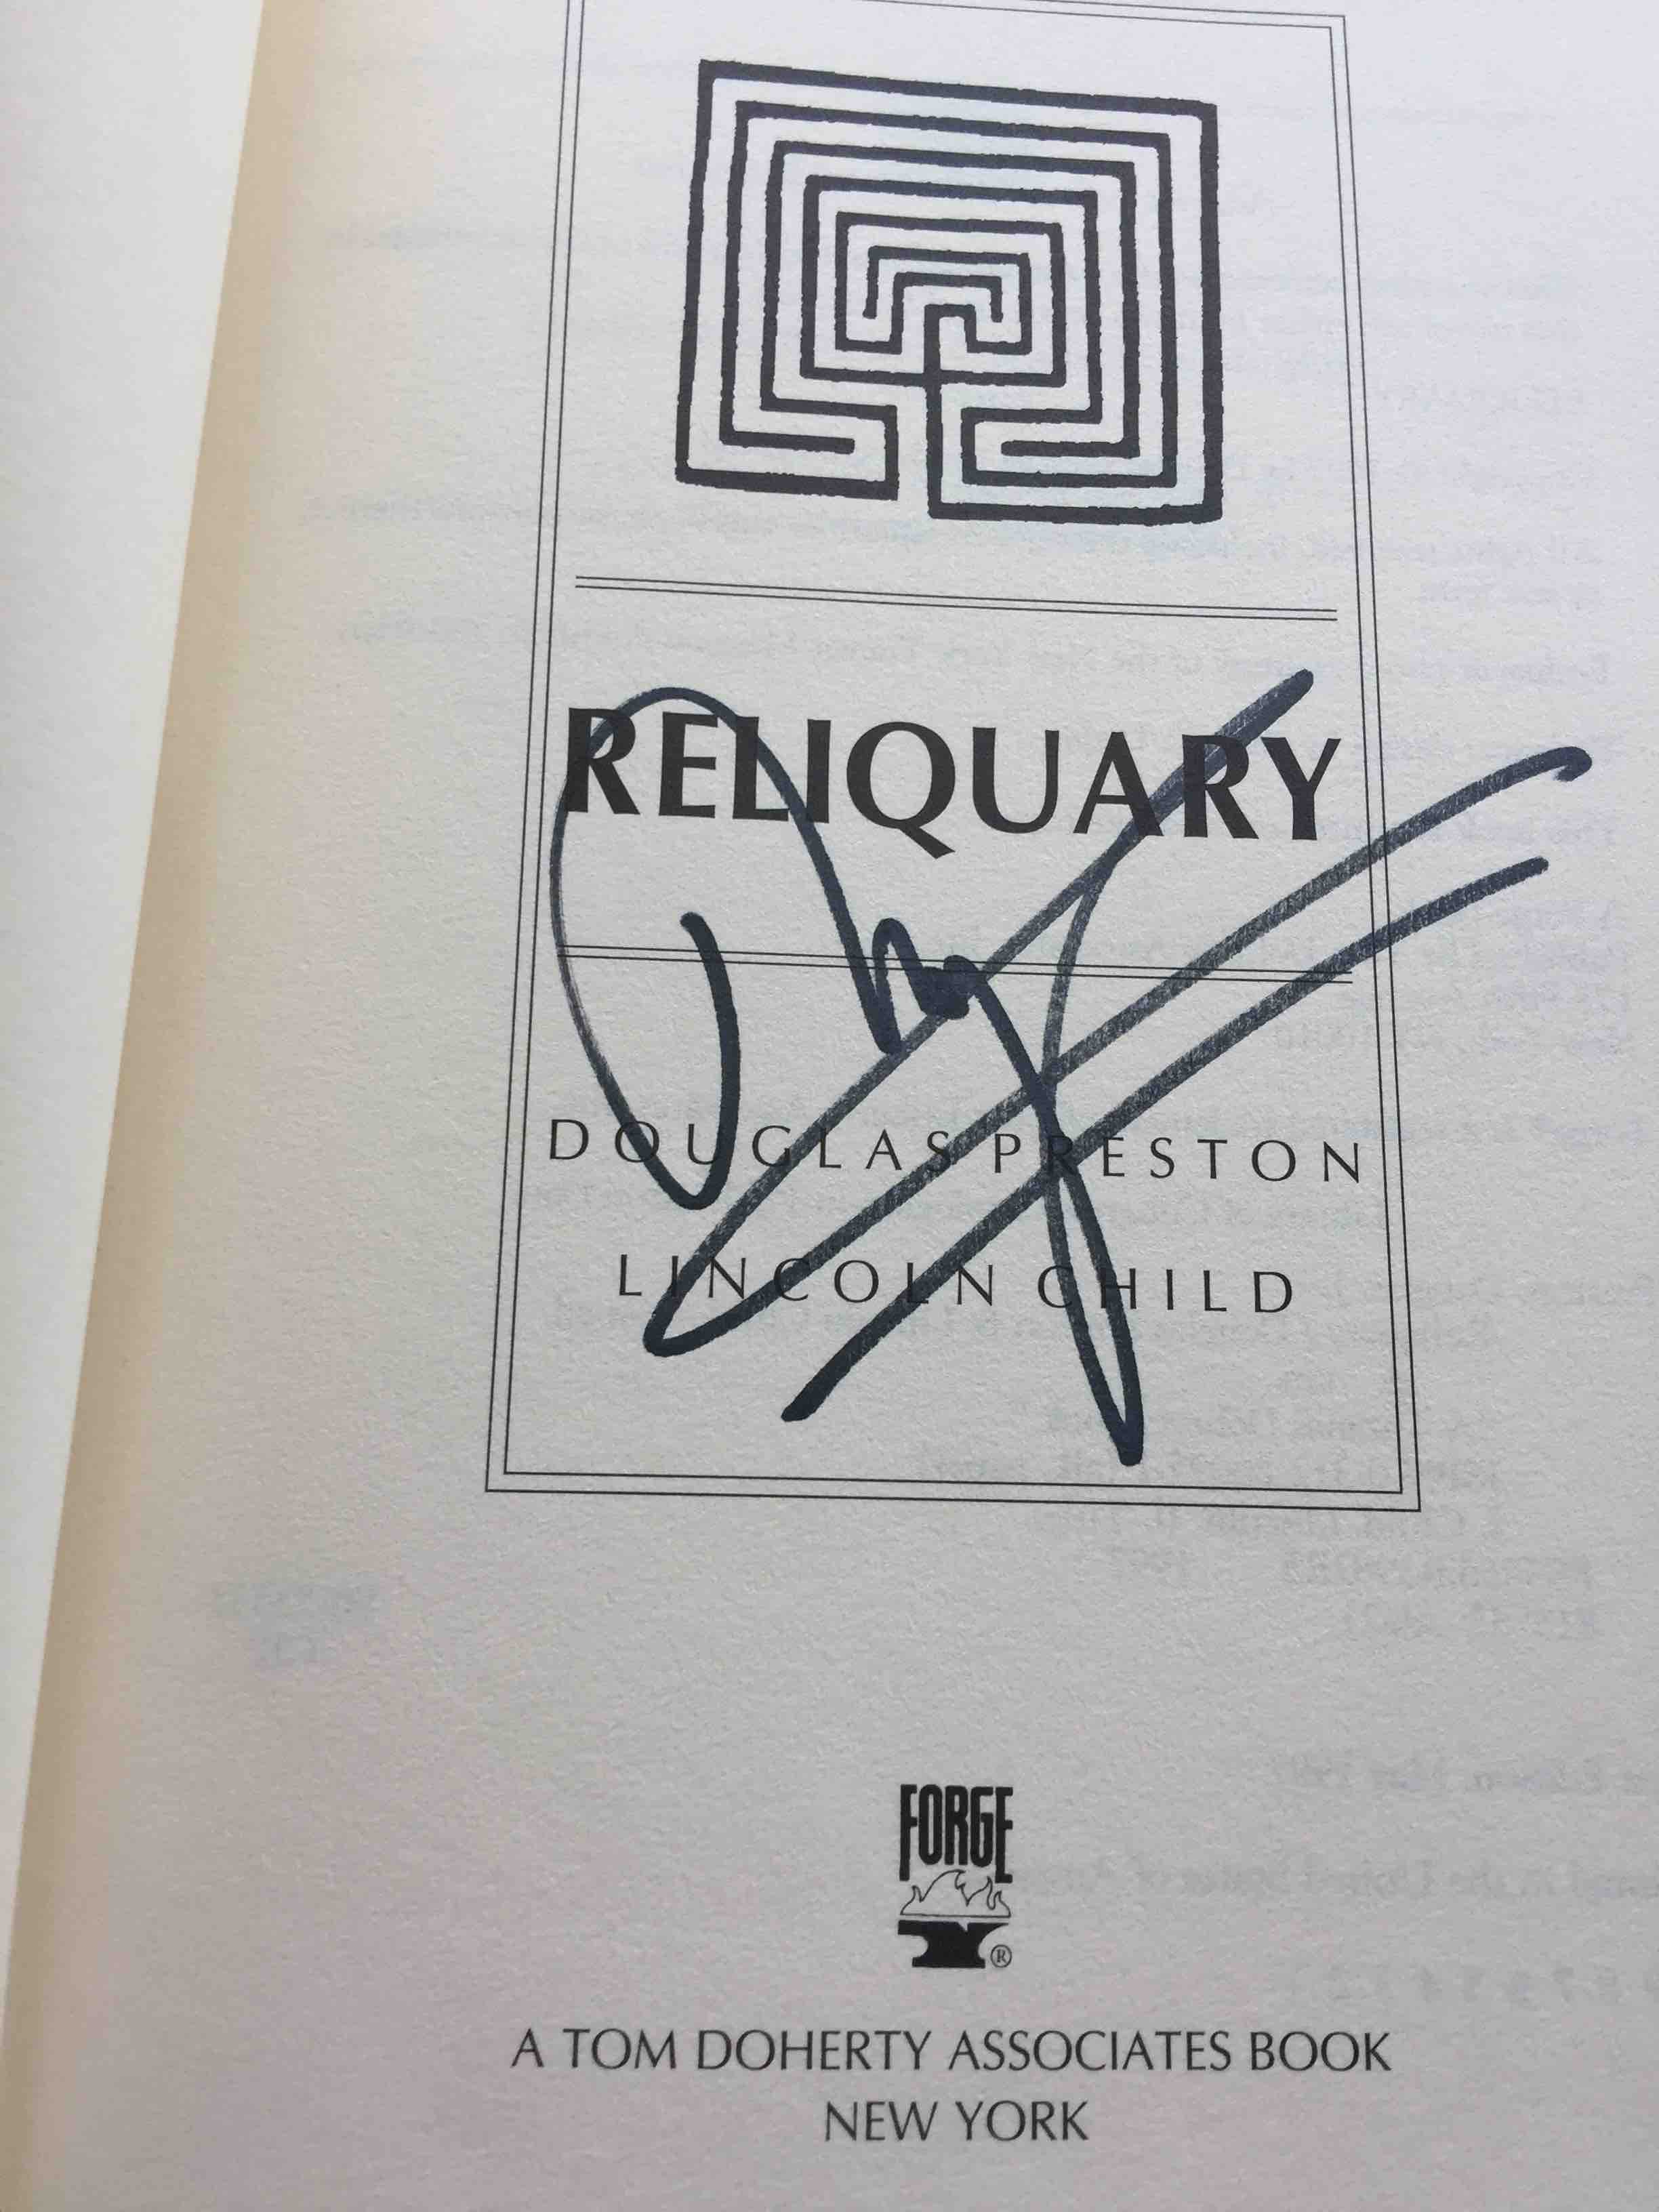 RELIQUARY
DOUGLAS PRESTON
LINCOLN CHILD
FORGE
®
A TOM DOHERTY ASSOCIATES BOOK
NEW YORK